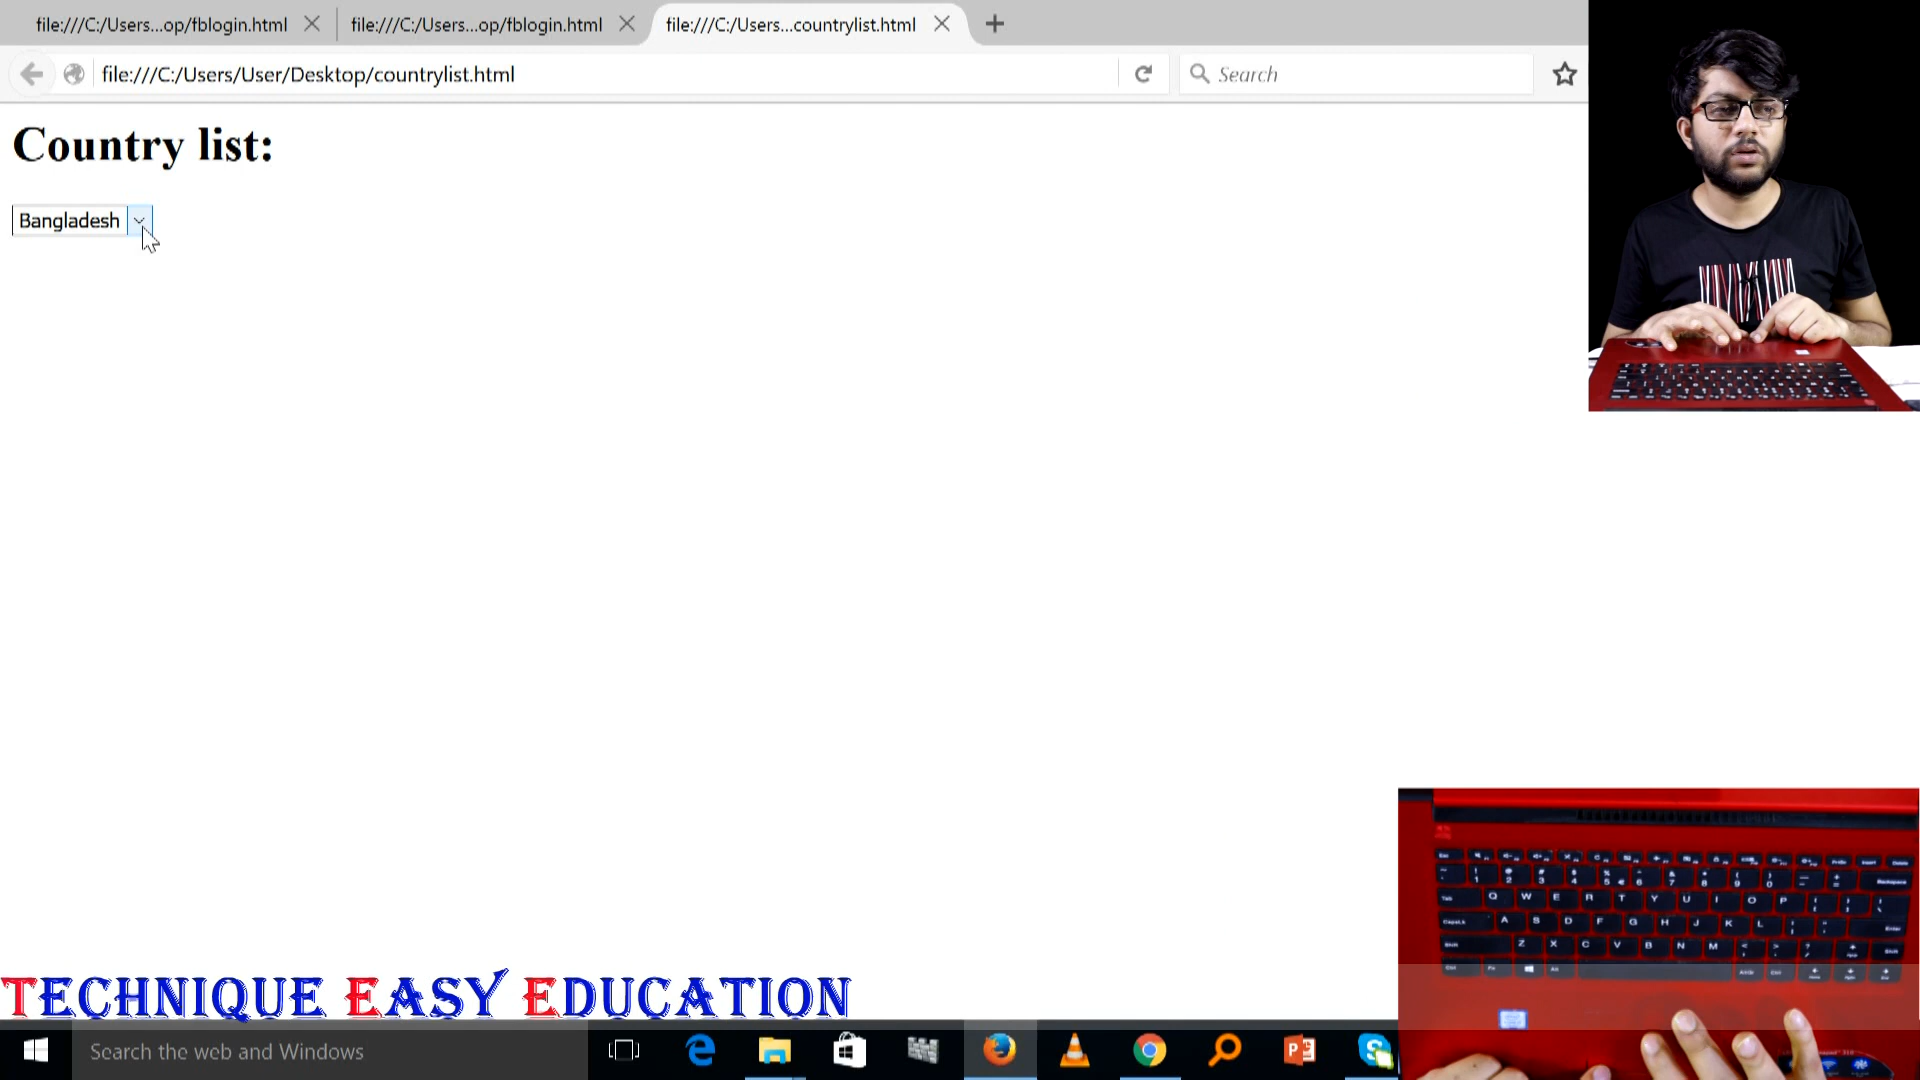 file:///C:/Users...op/fblogin.html
file:///C:/Users...op/fblogin.html
file:///C:/Users...countrylist.html
file:///C:/Users/User/Desktop/countrylist.html
Search
Country list:
Bangladesh
TECHNIQUE EASY EDUCATION
Search the web and Windows